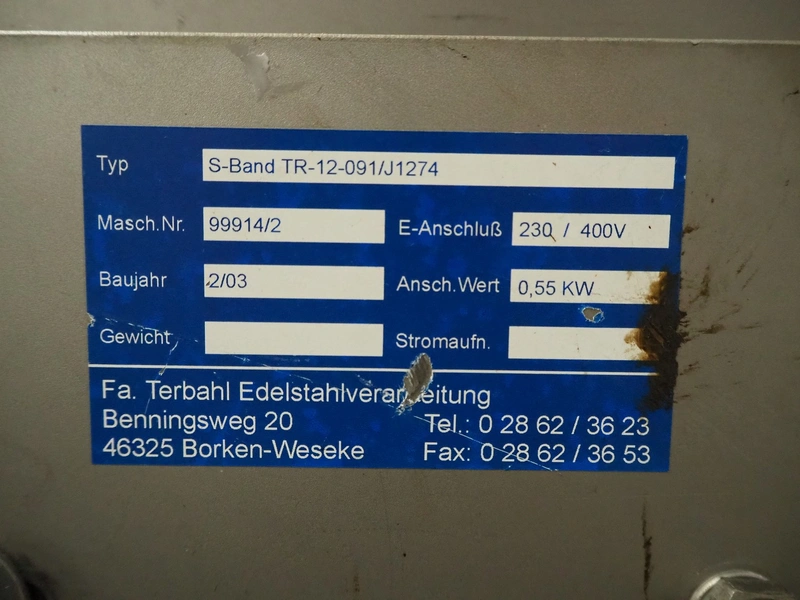 Typ S-Band TR-12-091/J1274
Masch.Nr. 99914/2 E-Anschluß 230 / 400V
Baujahr 2/03 Ansch.Wert 0,55 KW
Gewicht Stromaufn.
Fa. Terbahl Edelstahlverarbeitung
Benningsweg 20 Tel.: 0 28 62 / 36 23
46325 Borken-Weseke Fax: 0 28 62 / 36 53